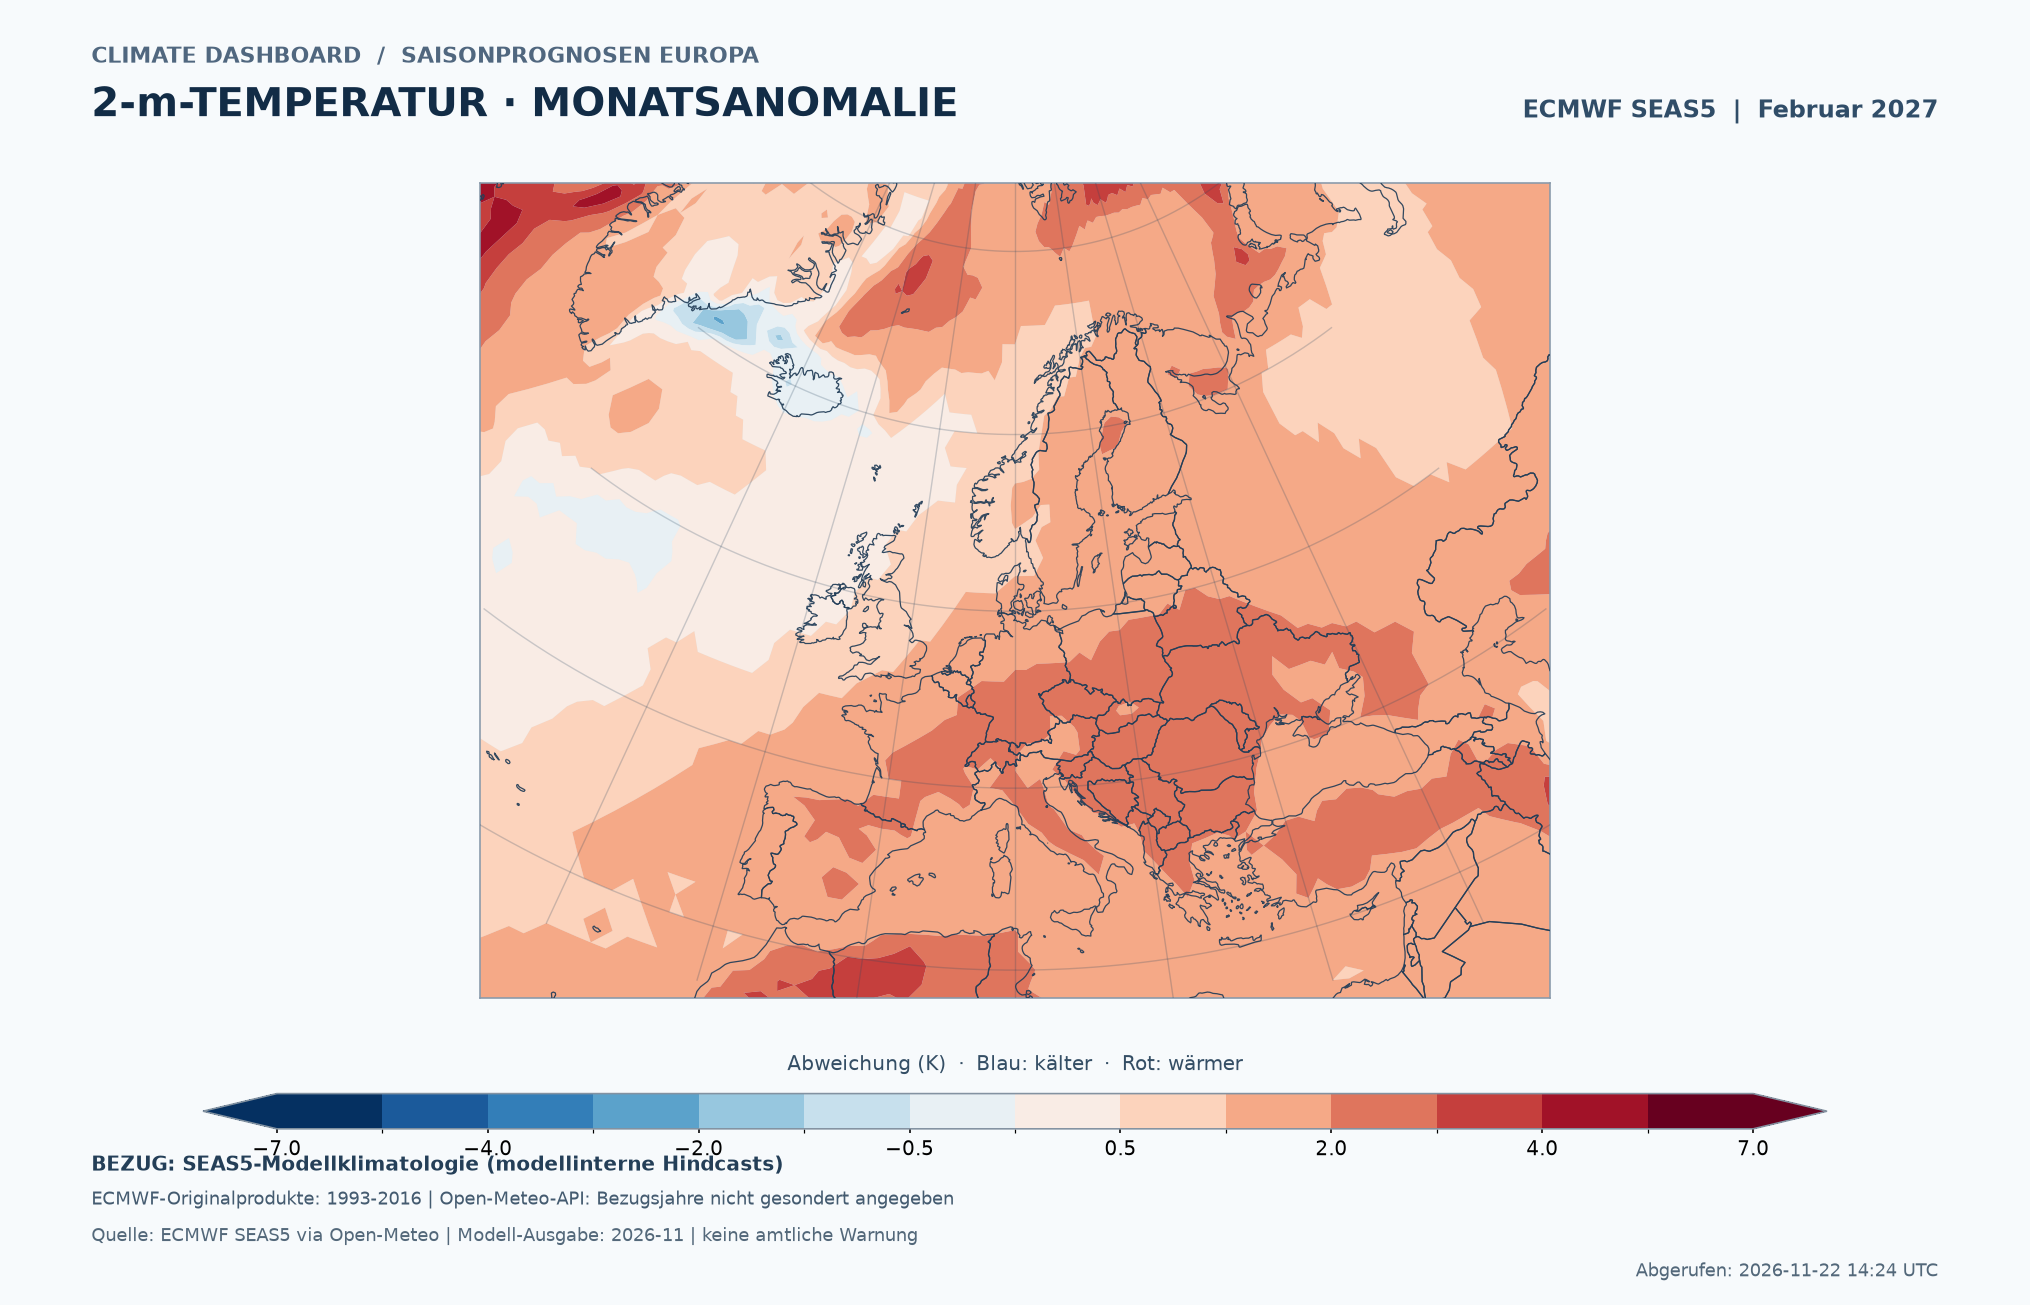 CLIMATE DASHBOARD / SAISONPROGNOSEN EUROPA
2-m-TEMPERATUR · MONATSANOMALIE
ECMWF SEAS5 | Februar 2027
Abweichung (K) · Blau: kälter · Rot: wärmer
−7.0 −4.0 −2.0 −0.5 0.5 2.0 4.0 7.0
BEZUG: SEAS5-Modellklimatologie (modellinterne Hindcasts)
ECMWF-Originalprodukte: 1993-2016 | Open-Meteo-API: Bezugsjahre nicht gesondert angegeben
Quelle: ECMWF SEAS5 via Open-Meteo | Modell-Ausgabe: 2026-11 | keine amtliche Warnung
Abgerufen: 2026-11-22 14:24 UTC